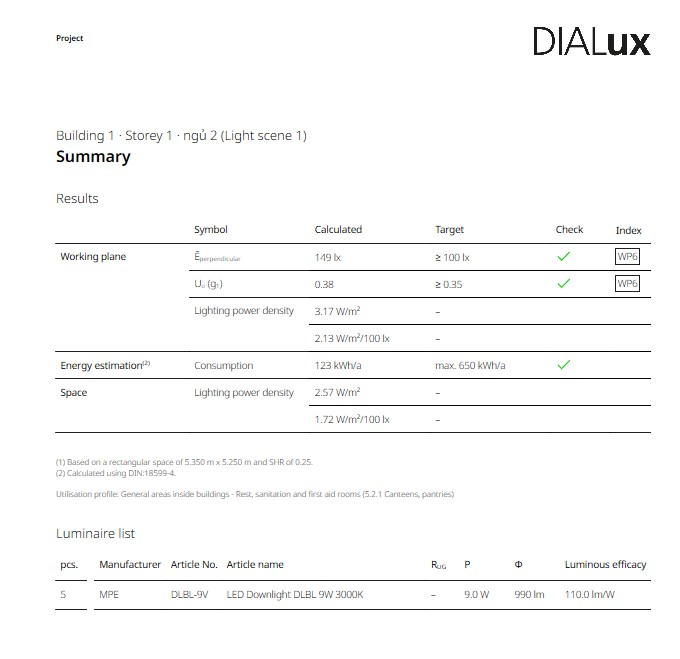 Project
DIALux
Building 1 · Storey 1 · ngủ 2 (Light scene 1)
Summary
Results
Symbol Calculated Target Check Index
Working plane Ēperpendicular 149 lx ≥ 100 lx ✓ WP6
Uₒ (g₁) 0.38 ≥ 0.35 ✓ WP6
Lighting power density 3.17 W/m² –
2.13 W/m²/100 lx –
Energy estimation⁽²⁾ Consumption 123 kWh/a max. 650 kWh/a ✓
Space Lighting power density 2.57 W/m² –
1.72 W/m²/100 lx –
(1) Based on a rectangular space of 5.350 m x 5.250 m and SHR of 0.25.
(2) Calculated using DIN:18599-4.
Utilisation profile: General areas inside buildings - Rest, sanitation and first aid rooms (5.2.1 Canteens, pantries)
Luminaire list
pcs. Manufacturer Article No. Article name RUG P Φ Luminous efficacy
5 MPE DLBL-9V LED Downlight DLBL 9W 3000K – 9.0 W 990 lm 110.0 lm/W